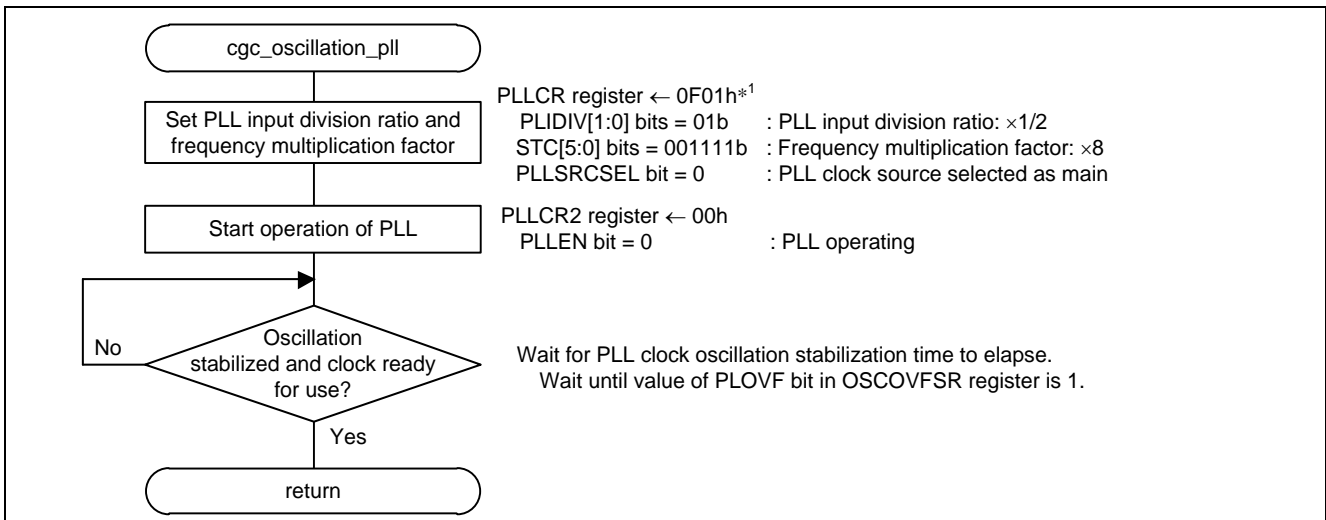 cgc_oscillation_pll
Set PLL input division ratio and
frequency multiplication factor
PLLCR register ← 0F01h*1
PLIDIV[1:0] bits = 01b : PLL input division ratio: ×1/2
STC[5:0] bits = 001111b : Frequency multiplication factor: ×8
PLLSRCSEL bit = 0 : PLL clock source selected as main
Start operation of PLL
PLLCR2 register ← 00h
PLLEN bit = 0 : PLL operating
No
Oscillation
stabilized and clock ready
for use?
Wait for PLL clock oscillation stabilization time to elapse.
Wait until value of PLOVF bit in OSCOVFSR register is 1.
Yes
return